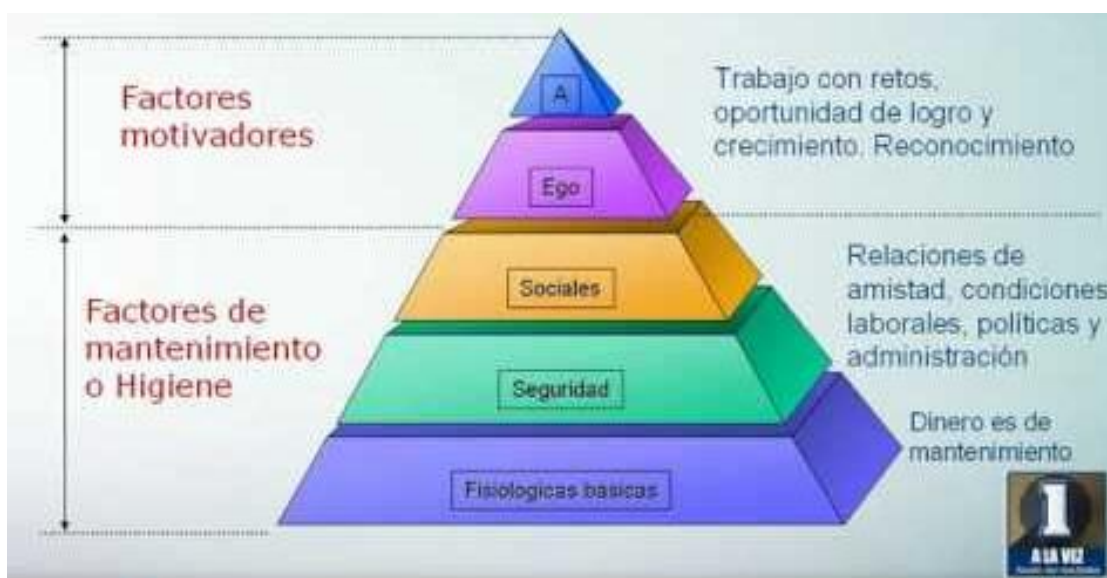 Factores
motivadores
A
Trabajo con retos,
oportunidad de logro y
crecimiento. Reconocimiento
Ego
Factores de
mantenimiento
o Higiene
Sociales
Relaciones de
amistad, condiciones
laborales, políticas y
administración
Seguridad
Dinero es de
mantenimiento
Fisiologicas básicas
1
A LA VEZ